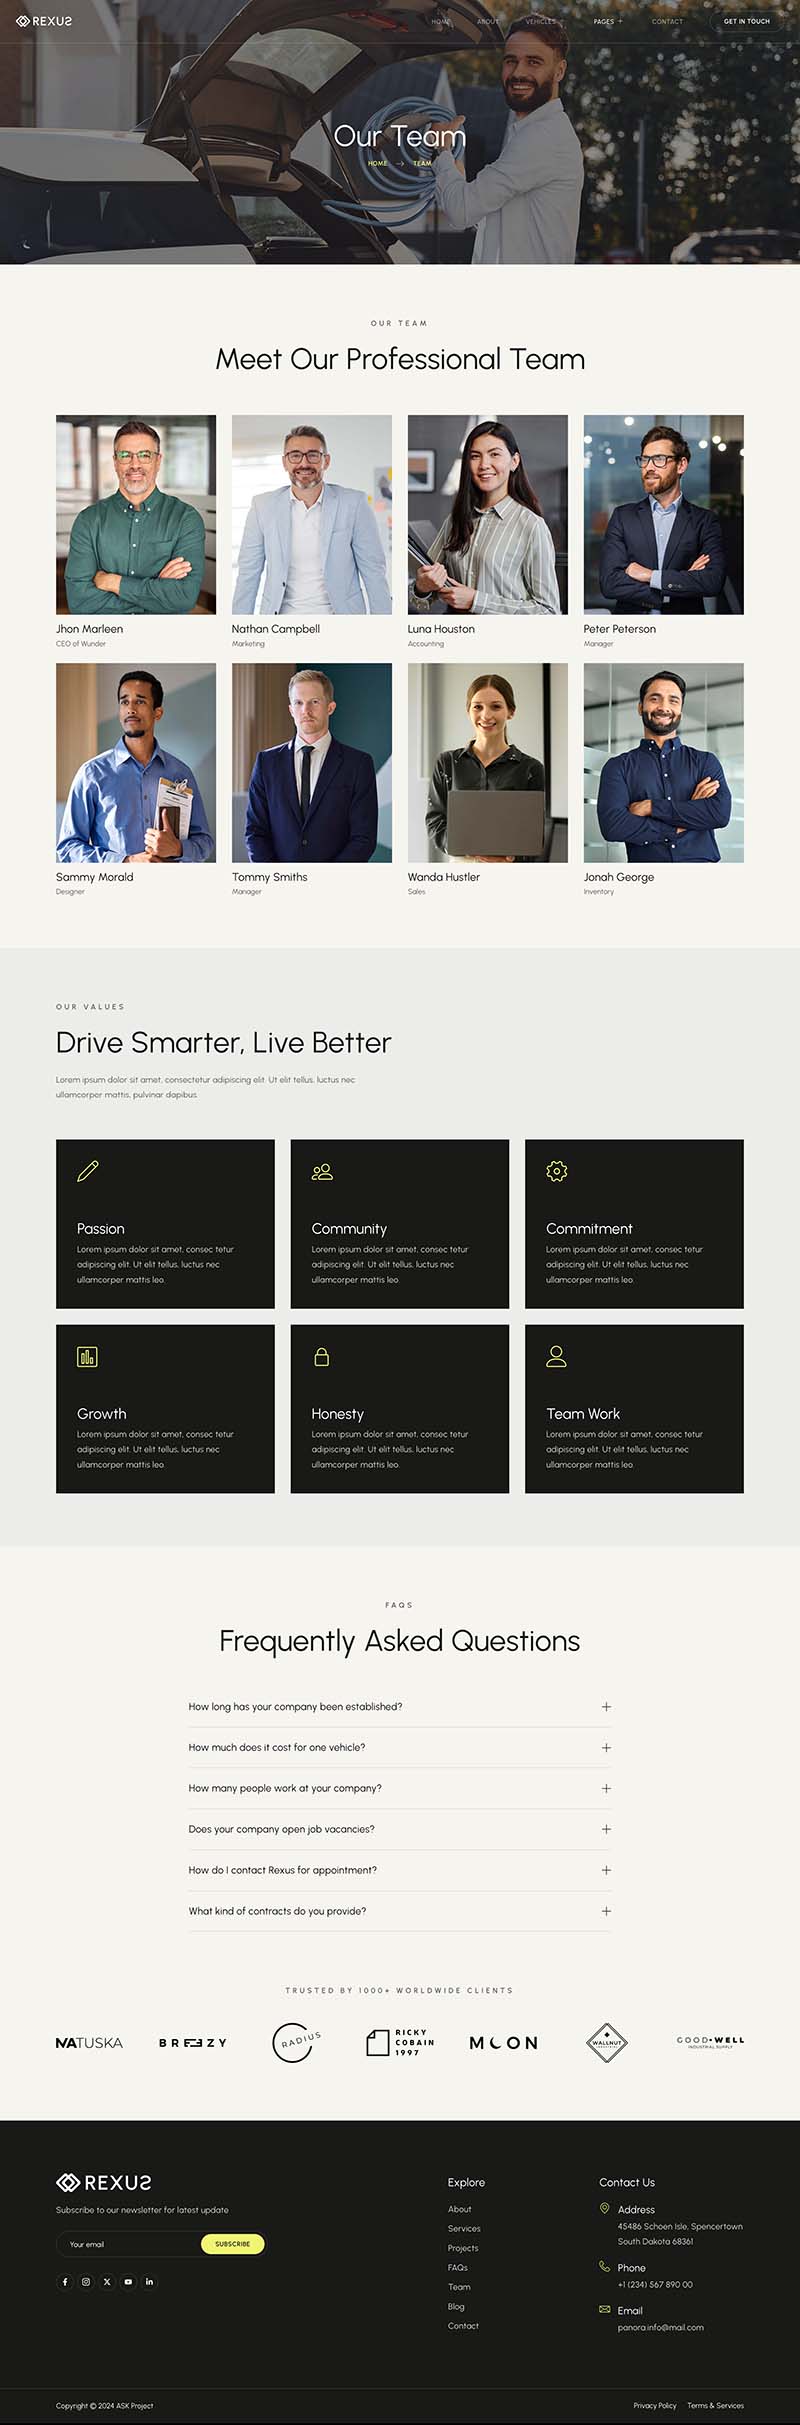 REXUS
HOME ABOUT VEHICLES PAGES + CONTACT GET IN TOUCH
Our Team
HOME → TEAM
OUR TEAM
Meet Our Professional Team
Jhon Marleen
CEO of Wunder
Nathan Campbell
Marketing
Luna Houston
Accounting
Peter Peterson
Manager
Sammy Morald
Designer
Tommy Smiths
Manager
Wanda Hustler
Sales
Jonah George
Inventory
OUR VALUES
Drive Smarter, Live Better
Lorem ipsum dolor sit amet, consectetur adipiscing elit. Ut elit tellus, luctus nec
ullamcorper mattis, pulvinar dapibus.
Passion
Lorem ipsum dolor sit amet, consec tetur
adipiscing elit. Ut elit tellus, luctus nec
ullamcorper mattis leo.
Community
Lorem ipsum dolor sit amet, consec tetur
adipiscing elit. Ut elit tellus, luctus nec
ullamcorper mattis leo.
Commitment
Lorem ipsum dolor sit amet, consec tetur
adipiscing elit. Ut elit tellus, luctus nec
ullamcorper mattis leo.
Growth
Lorem ipsum dolor sit amet, consec tetur
adipiscing elit. Ut elit tellus, luctus nec
ullamcorper mattis leo.
Honesty
Lorem ipsum dolor sit amet, consec tetur
adipiscing elit. Ut elit tellus, luctus nec
ullamcorper mattis leo.
Team Work
Lorem ipsum dolor sit amet, consec tetur
adipiscing elit. Ut elit tellus, luctus nec
ullamcorper mattis leo.
FAQS
Frequently Asked Questions
How long has your company been established?
How much does it cost for one vehicle?
How many people work at your company?
Does your company open job vacancies?
How do I contact Rexus for appointment?
What kind of contracts do you provide?
TRUSTED BY 1000+ WORLDWIDE CLIENTS
NATUSKA
BREEZY
RADIUS
RICKY
COBAIN
1997
MOON
WALLNUT
GOOD•WELL
INDUSTRIAL SUPPLY
REXUS
Subscribe to our newsletter for latest update
Your email SUBSCRIBE
Explore
About
Services
Projects
FAQs
Team
Blog
Contact
Contact Us
Address
45486 Schoen Isle, Spencertown
South Dakota 68361
Phone
+1 (234) 567 890 00
Email
panora.info@mail.com
Copyright © 2024 ASK Project
Privacy Policy Terms & Services